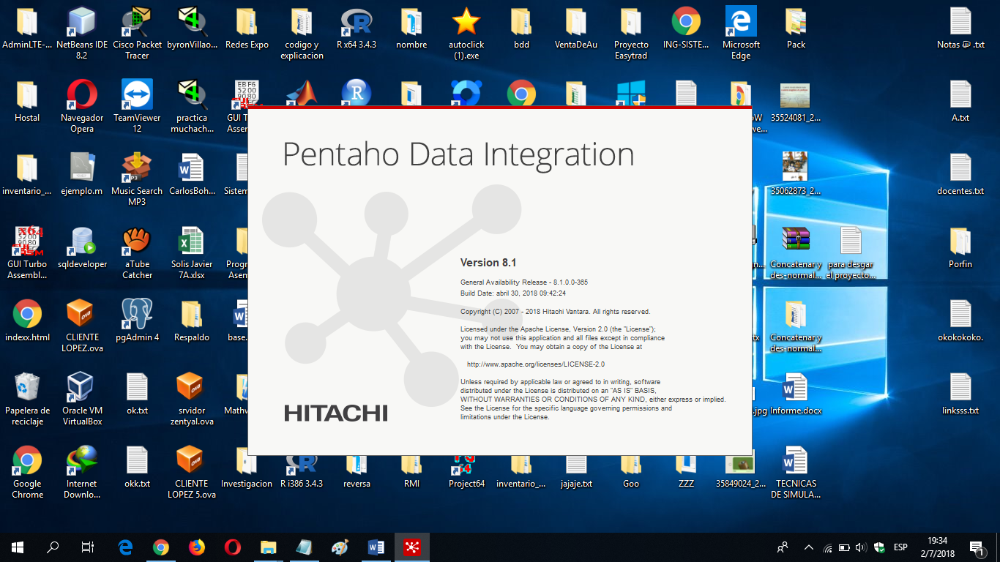 AdminLTE-...
NetBeans IDE
8.2
Cisco Packet
Tracer
byronVillao...
Redes Expo
codigo y
explicacion
R x64 3.4.3
nombre
autoclick
(1).exe
bdd
VentaDeAu
Proyecto
Easytrad
ING-SISTE...
Microsoft
Edge
Pack
Notas @ .txt
Hostal
Navegador
Opera
TeamViewer
12
practica
muchach...
35524081_2...
A.txt
inventario_...
ejemplo.m
Music Search
MP3
CarlosBoh...
35062873_2...
docentes.txt
GUI Turbo
Assembl...
sqldeveloper
aTube
Catcher
Solis Javier
7A.xlsx
Concatenar y
des-normal...
para desgar
el proyecto...
Porfin
indexx.html
CLIENTE
LOPEZ.ova
pgAdmin 4
Respaldo
base.
Concatenar y
des-normal...
okokokoko.
Papelera de
reciclaje
Oracle VM
VirtualBox
ok.txt
srvidor
zentyal.ova
.jpg
Informe.docx
linksss.txt
Google
Chrome
Internet
Downlo...
okk.txt
CLIENTE
LOPEZ 5.ova
Investigacion
R i386 3.4.3
reversa
RMI
Project64
inventario_...
jajaje.txt
Goo
ZZZ
35849024_2...
TECNICAS
DE SIMULA...
Pentaho Data Integration
Version 8.1
General Availability Release - 8.1.0.0-365
Build Date: abril 30, 2018 09:42:24
Copyright (C) 2007 - 2018 Hitachi Vantara. All rights reserved.
Licensed under the Apache License, Version 2.0 (the "License");
you may not use this application and all files except in compliance
with the License. You may obtain a copy of the License at
http://www.apache.org/licenses/LICENSE-2.0
Unless required by applicable law or agreed to in writing, software
distributed under the License is distributed on an "AS IS" BASIS,
WITHOUT WARRANTIES OR CONDITIONS OF ANY KIND, either express or implied.
See the License for the specific language governing permissions and
limitations under the License.
HITACHI
ESP
19:34
2/7/2018
1